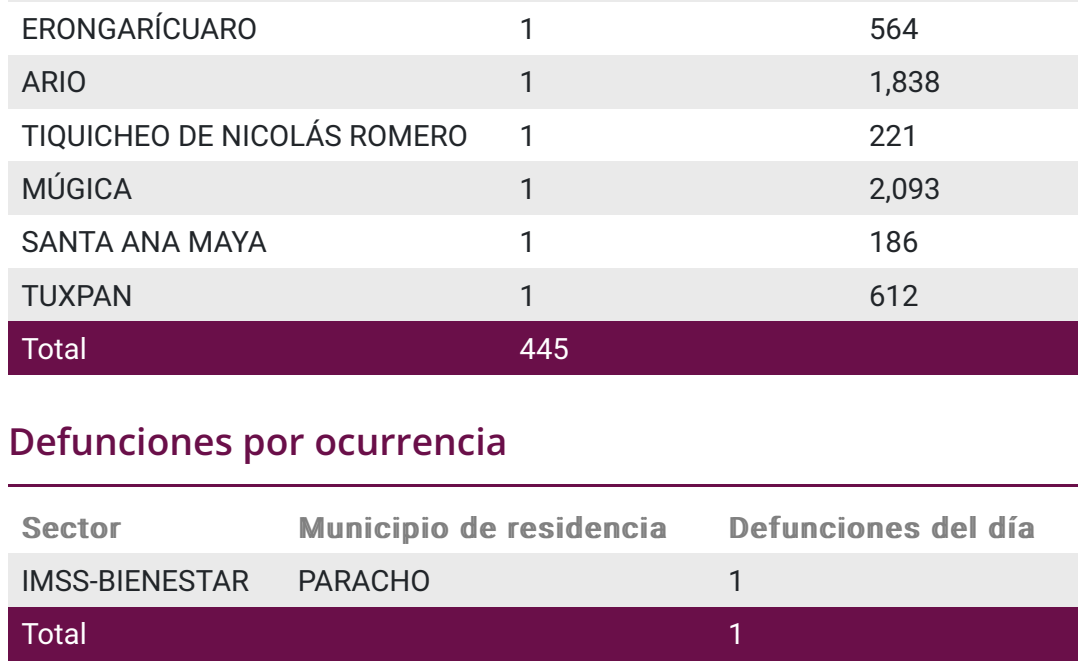 ERONGARÍCUARO 1 564
ARIO 1 1,838
TIQUICHEO DE NICOLÁS ROMERO 1 221
MÚGICA 1 2,093
SANTA ANA MAYA 1 186
TUXPAN 1 612
Total 445
Defunciones por ocurrencia
Sector Municipio de residencia Defunciones del día
IMSS-BIENESTAR PARACHO 1
Total 1